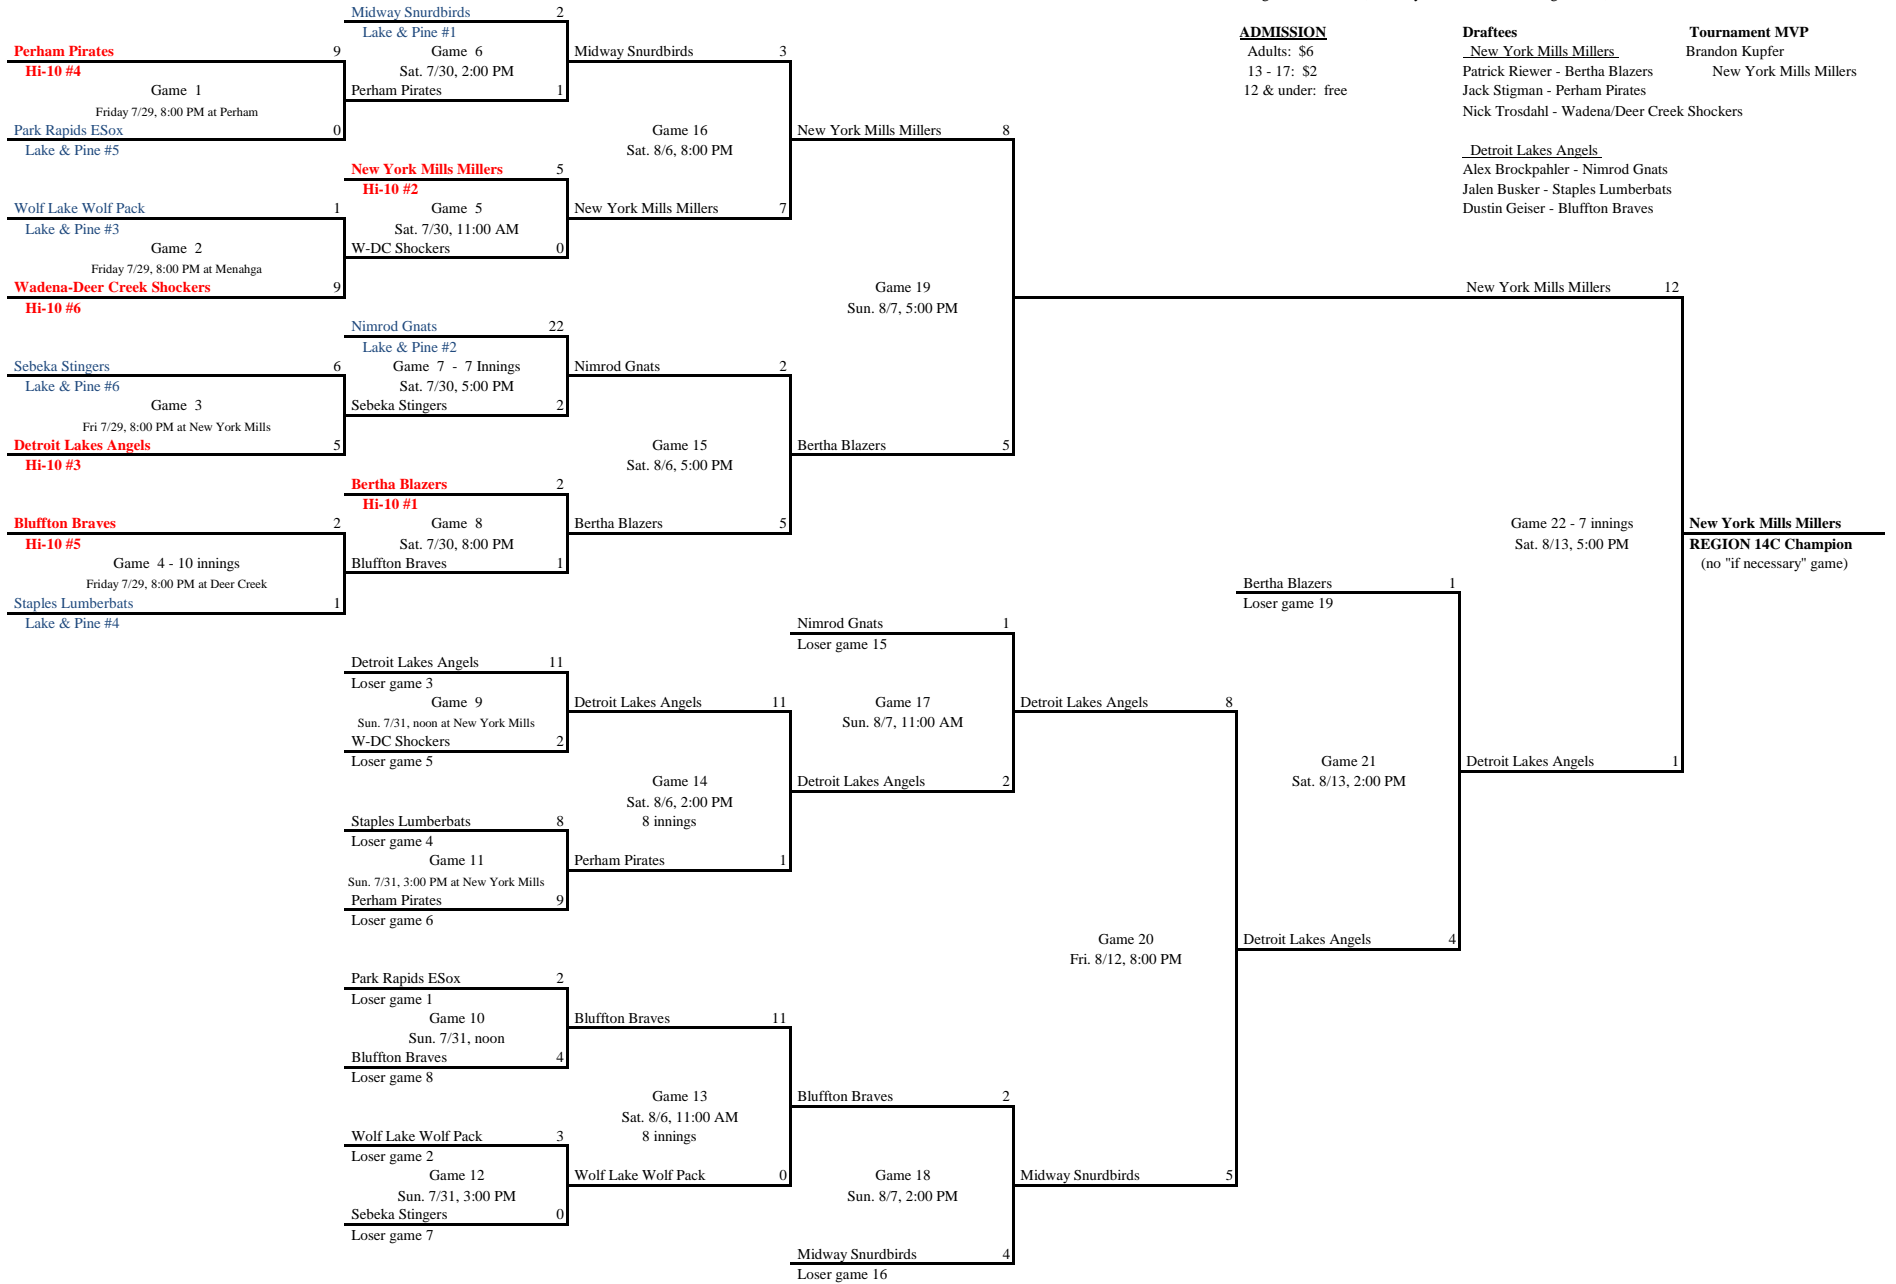 ADMISSION
Adults: $6
13 - 17: $2
12 & under: free
Draftees
New York Mills Millers
Patrick Riewer - Bertha Blazers
Jack Stigman - Perham Pirates
Nick Trosdahl - Wadena/Deer Creek Shockers
Detroit Lakes Angels
Alex Brockpahler - Nimrod Gnats
Jalen Busker - Staples Lumberbats
Dustin Geiser - Bluffton Braves
Tournament MVP
Brandon Kupfer
New York Mills Millers
Perham Pirates 9
Hi-10 #4
Game 1
Friday 7/29, 8:00 PM at Perham
Park Rapids ESox 0
Lake & Pine #5
Wolf Lake Wolf Pack 1
Lake & Pine #3
Game 2
Friday 7/29, 8:00 PM at Menahga
Wadena-Deer Creek Shockers 9
Hi-10 #6
Sebeka Stingers 6
Lake & Pine #6
Game 3
Fri 7/29, 8:00 PM at New York Mills
Detroit Lakes Angels 5
Hi-10 #3
Bluffton Braves 2
Hi-10 #5
Game 4 - 10 innings
Friday 7/29, 8:00 PM at Deer Creek
Staples Lumberbats 1
Lake & Pine #4
Midway Snurdbirds 2
Lake & Pine #1
Game 6
Sat. 7/30, 2:00 PM
Perham Pirates 1
New York Mills Millers 5
Hi-10 #2
Game 5
Sat. 7/30, 11:00 AM
W-DC Shockers 0
Nimrod Gnats 22
Lake & Pine #2
Game 7 - 7 Innings
Sat. 7/30, 5:00 PM
Sebeka Stingers 2
Bertha Blazers 2
Hi-10 #1
Game 8
Sat. 7/30, 8:00 PM
Bluffton Braves 1
Detroit Lakes Angels 11
Loser game 3
Game 9
Sun. 7/31, noon at New York Mills
W-DC Shockers 2
Loser game 5
Staples Lumberbats 8
Loser game 4
Game 11
Sun. 7/31, 3:00 PM at New York Mills
Perham Pirates 9
Loser game 6
Park Rapids ESox 2
Loser game 1
Game 10
Sun. 7/31, noon
Bluffton Braves 4
Loser game 8
Wolf Lake Wolf Pack 3
Loser game 2
Game 12
Sun. 7/31, 3:00 PM
Sebeka Stingers 0
Loser game 7
Midway Snurdbirds 3
Game 16
Sat. 8/6, 8:00 PM
New York Mills Millers 7
Nimrod Gnats 2
Game 15
Sat. 8/6, 5:00 PM
Bertha Blazers 5
Detroit Lakes Angels 11
Game 14
Sat. 8/6, 2:00 PM
8 innings
Perham Pirates 1
Bluffton Braves 11
Game 13
Sat. 8/6, 11:00 AM
8 innings
Wolf Lake Wolf Pack 0
New York Mills Millers 8
Game 19
Sun. 8/7, 5:00 PM
Bertha Blazers 5
Nimrod Gnats 1
Loser game 15
Game 17
Sun. 8/7, 11:00 AM
Detroit Lakes Angels 2
Bluffton Braves 2
Game 18
Sun. 8/7, 2:00 PM
Midway Snurdbirds 4
Loser game 16
Detroit Lakes Angels 8
Game 20
Fri. 8/12, 8:00 PM
Midway Snurdbirds 5
Bertha Blazers 1
Loser game 19
Game 21
Sat. 8/13, 2:00 PM
Detroit Lakes Angels 4
New York Mills Millers 12
Game 22 - 7 innings
Sat. 8/13, 5:00 PM
Detroit Lakes Angels 1
New York Mills Millers
REGION 14C Champion
(no "if necessary" game)